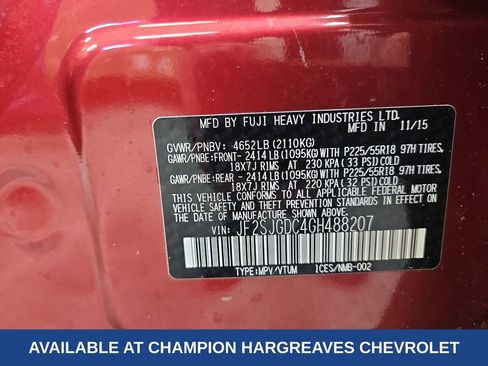 MFD BY FUJI HEAVY INDUSTRIES LTD.
11/15
GVWR/PNBV: 4652LB(2110KG)
GAWR/PNBE:FRONT- 2414LB(1095KG)WITH P225/55R18 97H TIRES,
18X7J RIMS AT 230 KPA(33 PSI)COLD
GAWR/PNBE:REAR - 2414LB(1095KG)WITH P225/55R18 97H TIRES,
18X7J RIMS AT 220 KPA(32 PSI)COLD
THIS VEHICLE CONFORMS TO ALL APPLICABLE FEDERAL MOTOR
VEHICLE SAFETY AND THEFT PREVENTION STANDARDS IN EFFECT
ON THE DATE OF MANUFACTURE SHOWN ABOVE.
VIN: JF2SJGDC4GH488207
TYPE:MPV/VTUM ICES/NMB-002
AVAILABLE AT CHAMPION HARGREAVES CHEVROLET